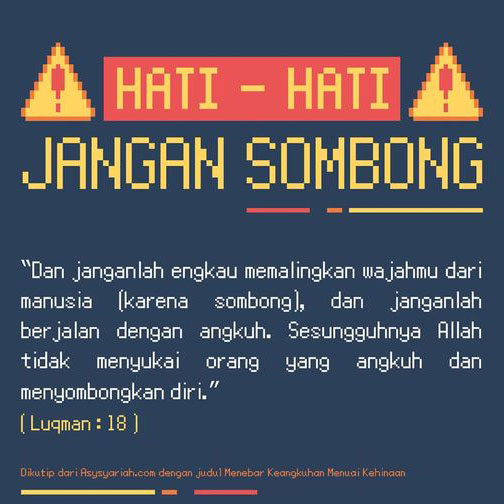 HATI - HATI
JANGAN SOMBONG
“Dan janganlah engkau memalingkan wajahmu dari
manusia (karena sombong), dan janganlah
berjalan dengan angkuh. Sesungguhnya Allah
tidak menyukai orang yang angkuh dan
menyombongkan diri.”
( Luqman : 18 )
Dikutip dari Asysyariah.com dengan judul Menebar Keangkuhan Menuai Kehinaan